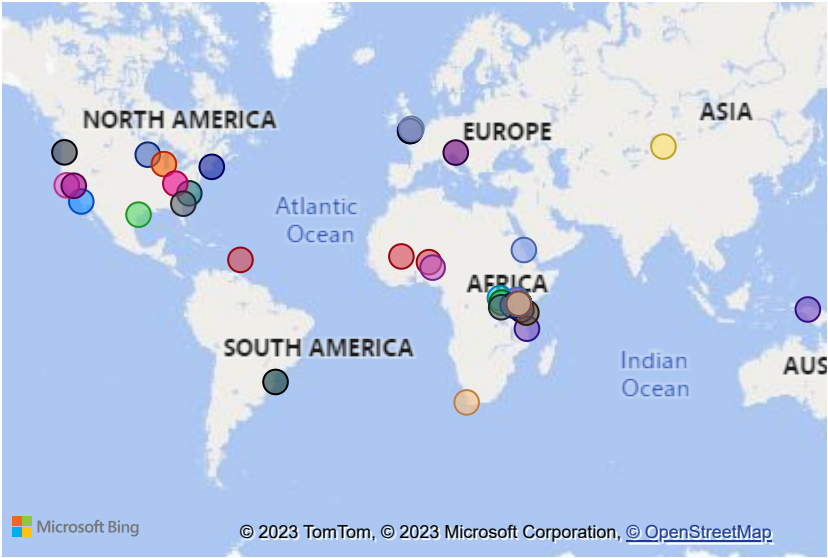 NORTH AMERICA
EUROPE
ASIA
Atlantic
Ocean
AFRICA
SOUTH AMERICA
Indian
Ocean
AUS
Microsoft Bing
© 2023 TomTom, © 2023 Microsoft Corporation, © OpenStreetMap